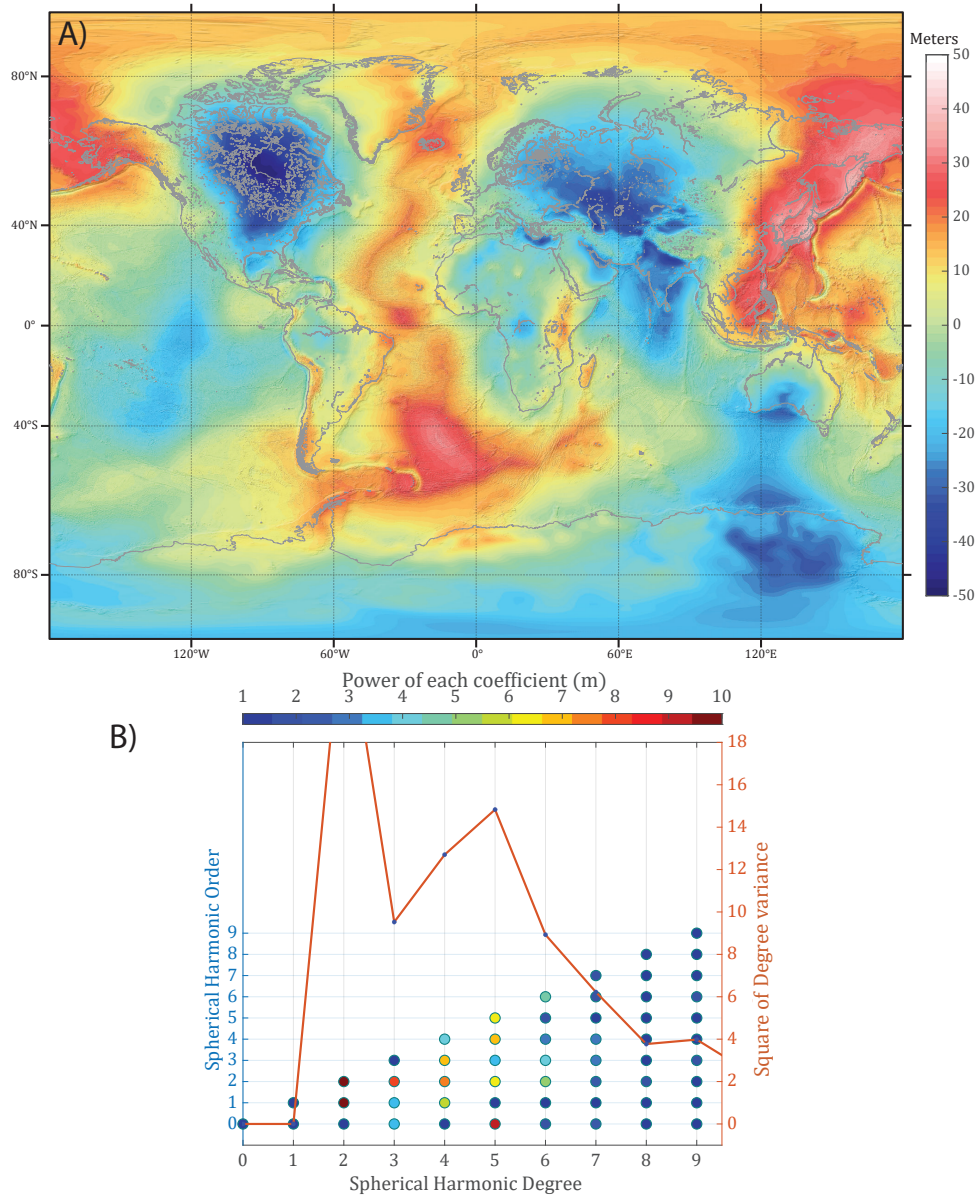 A)
Meters
80°N
40°N
0°
40°S
80°S
120°W
60°W
0°
60°E
120°E
50
40
30
20
10
0
-10
-20
-30
-40
-50
Power of each coefficient (m)
1 2 3 4 5 6 7 8 9 10
B)
Spherical Harmonic Order
9
8
7
6
5
4
3
2
1
0
18
16
14
12
10
8
6
4
2
0
Square of Degree variance
0 1 2 3 4 5 6 7 8 9
Spherical Harmonic Degree